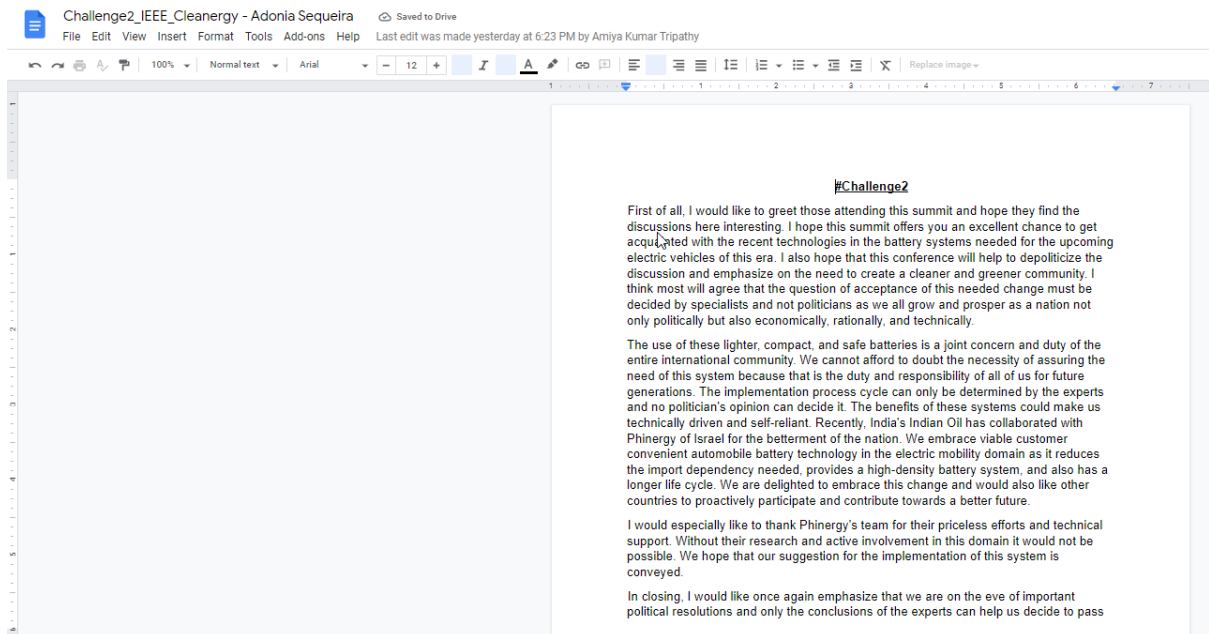 Challenge2_IEEE_Cleanergy - Adonia Sequeira Saved to Drive
File Edit View Insert Format Tools Add-ons Help Last edit was made yesterday at 6:23 PM by Amiya Kumar Tripathy
100% Normal text Arial - 12 + I A Replace image
1 1 2 3 4 5 6 7
#Challenge2
First of all, I would like to greet those attending this summit and hope they find the
discussions here interesting. I hope this summit offers you an excellent chance to get
acquainted with the recent technologies in the battery systems needed for the upcoming
electric vehicles of this era. I also hope that this conference will help to depoliticize the
discussion and emphasize on the need to create a cleaner and greener community. I
think most will agree that the question of acceptance of this needed change must be
decided by specialists and not politicians as we all grow and prosper as a nation not
only politically but also economically, rationally, and technically.
The use of these lighter, compact, and safe batteries is a joint concern and duty of the
entire international community. We cannot afford to doubt the necessity of assuring the
need of this system because that is the duty and responsibility of all of us for future
generations. The implementation process cycle can only be determined by the experts
and no politician's opinion can decide it. The benefits of these systems could make us
technically driven and self-reliant. Recently, India's Indian Oil has collaborated with
Phinergy of Israel for the betterment of the nation. We embrace viable customer
convenient automobile battery technology in the electric mobility domain as it reduces
the import dependency needed, provides a high-density battery system, and also has a
longer life cycle. We are delighted to embrace this change and would also like other
countries to proactively participate and contribute towards a better future.
I would especially like to thank Phinergy's team for their priceless efforts and technical
support. Without their research and active involvement in this domain it would not be
possible. We hope that our suggestion for the implementation of this system is
conveyed.
In closing, I would like once again emphasize that we are on the eve of important
political resolutions and only the conclusions of the experts can help us decide to pass